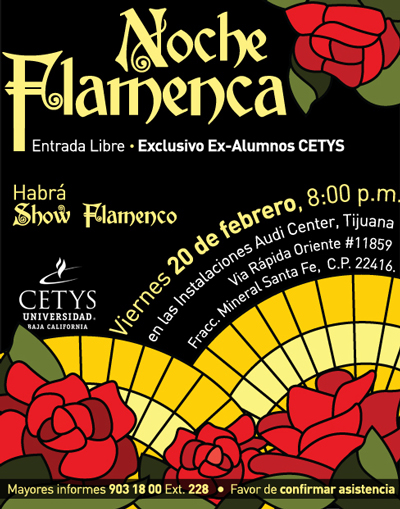 Noche
Flamenca
Entrada Libre • Exclusivo Ex-Alumnos CETYS
Habrá
Show Flamenco
Viernes 20 de febrero, 8:00 p.m.
en las Instalaciones Audi Center, Tijuana
Via Rápida Oriente #11859
Fracc. Mineral Santa Fe, C.P. 22416.
CETYS
UNIVERSIDAD
BAJA CALIFORNIA
Mayores informes 903 18 00 Ext. 228 • Favor de confirmar asistencia